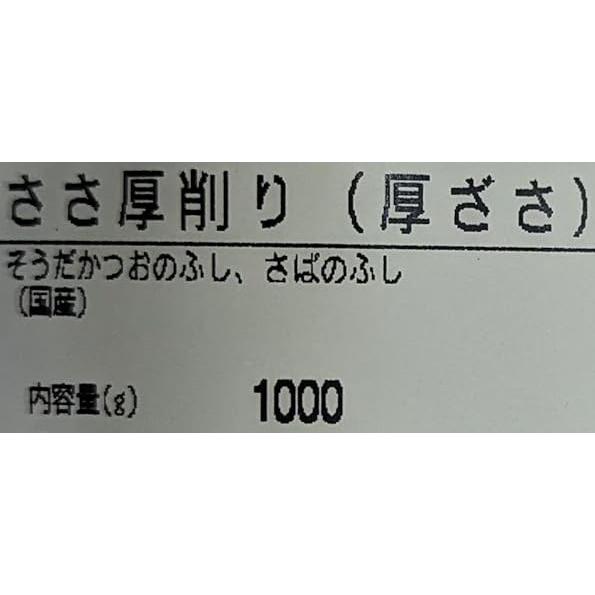 ささ厚削り（厚ざさ）
そうだかつおのふし、さばのふし
（国産）
内容量(g) 1000